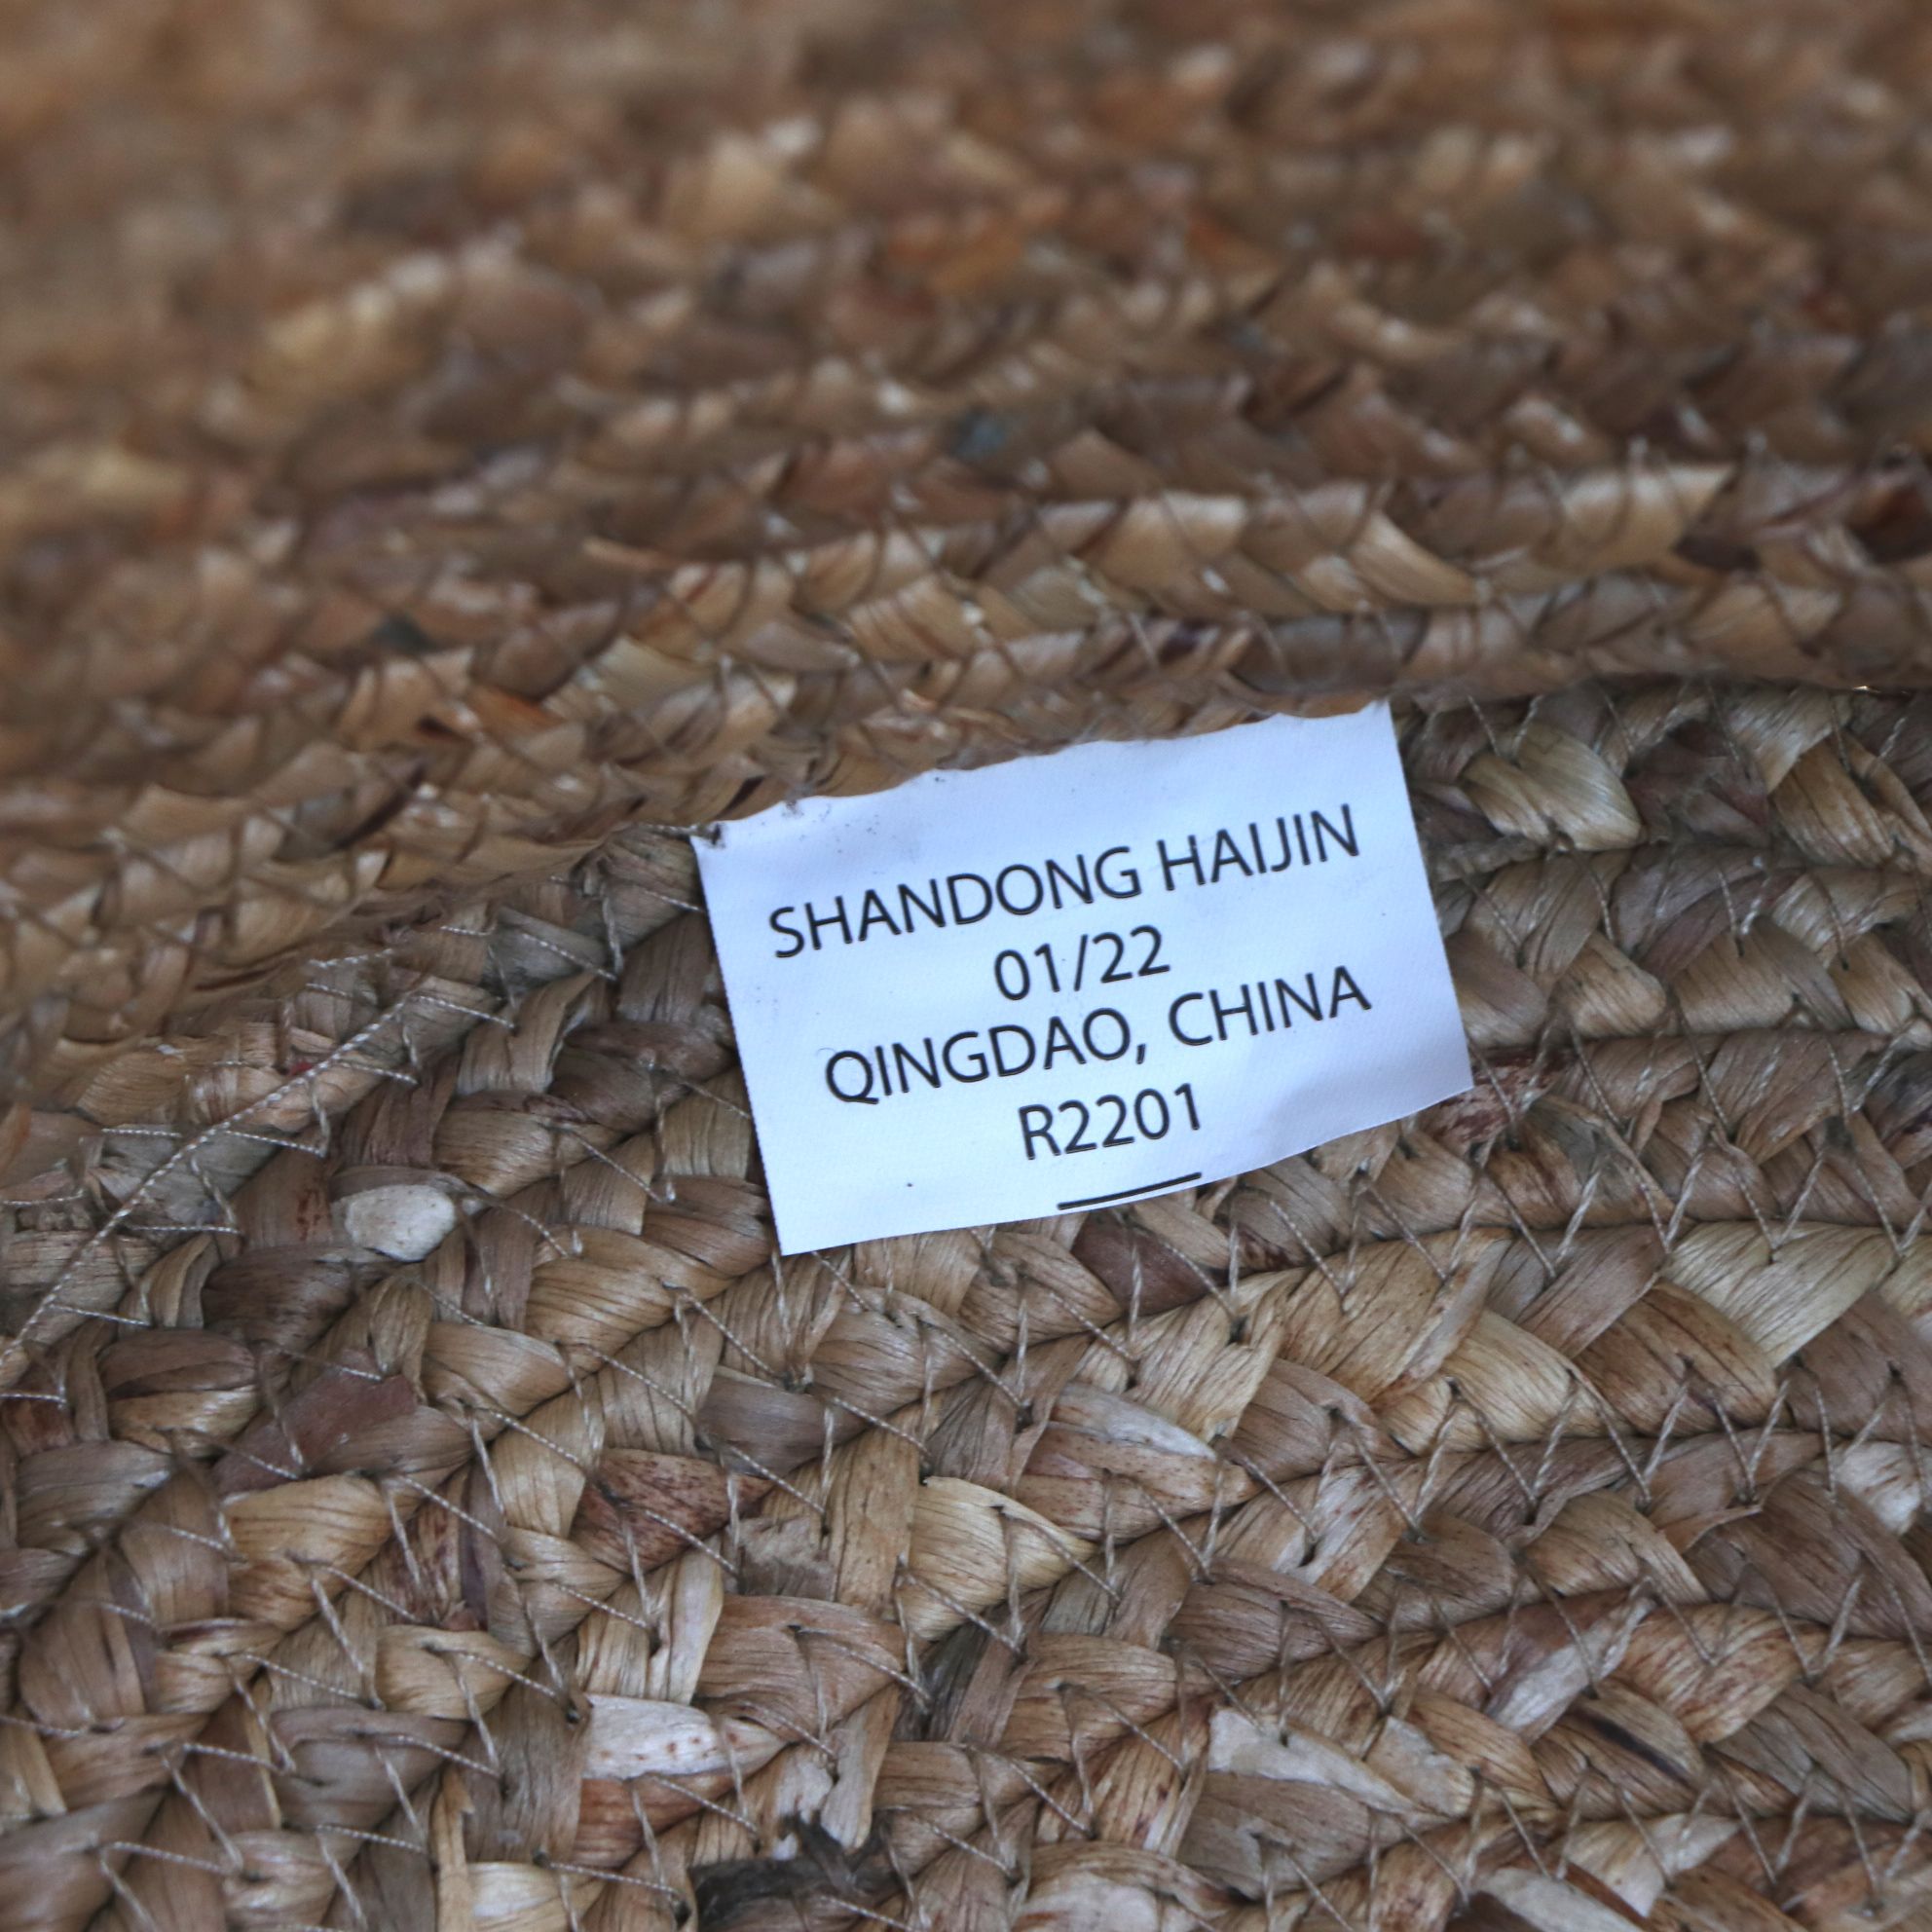 SHANDONG HAIJIN
01/22
QINGDAO, CHINA
R2201